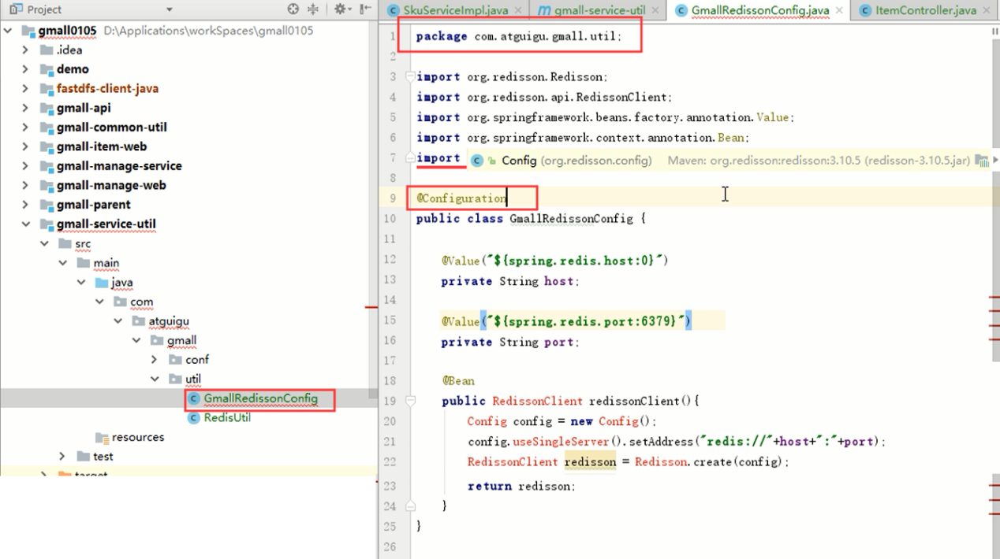 Project
gmall0105 D:\Applications\workSpaces\gmall0105
.idea
demo
fastdfs-client-java
gmall-api
gmall-common-util
gmall-item-web
gmall-manage-service
gmall-manage-web
gmall-parent
gmall-service-util
src
main
java
com
atguigu
gmall
conf
util
GmallRedissonConfig
RedisUtil
resources
test
target
SkuServiceImpl.java gmall-service-util GmallRedissonConfig.java ItemController.java
1 package com.atguigu.gmall.util;
2
3 import org.redisson.Redisson;
4 import org.redisson.api.RedissonClient;
5 import org.springframework.beans.factory.annotation.Value;
6 import org.springframework.context.annotation.Bean;
7 import Config (org.redisson.config) Maven: org.redisson:redisson:3.10.5 (redisson-3.10.5.jar)
8
9 @Configuration
10 public class GmallRedissonConfig {
11
12 @Value("${spring.redis.host:0}")
13 private String host;
14
15 @Value("${spring.redis.port:6379}")
16 private String port;
17
18 @Bean
19 public RedissonClient redissonClient(){
20 Config config = new Config();
21 config.useSingleServer().setAddress("redis://"+host+":"+port);
22 RedissonClient redisson = Redisson.create(config);
23 return redisson;
24 }
25 }
26